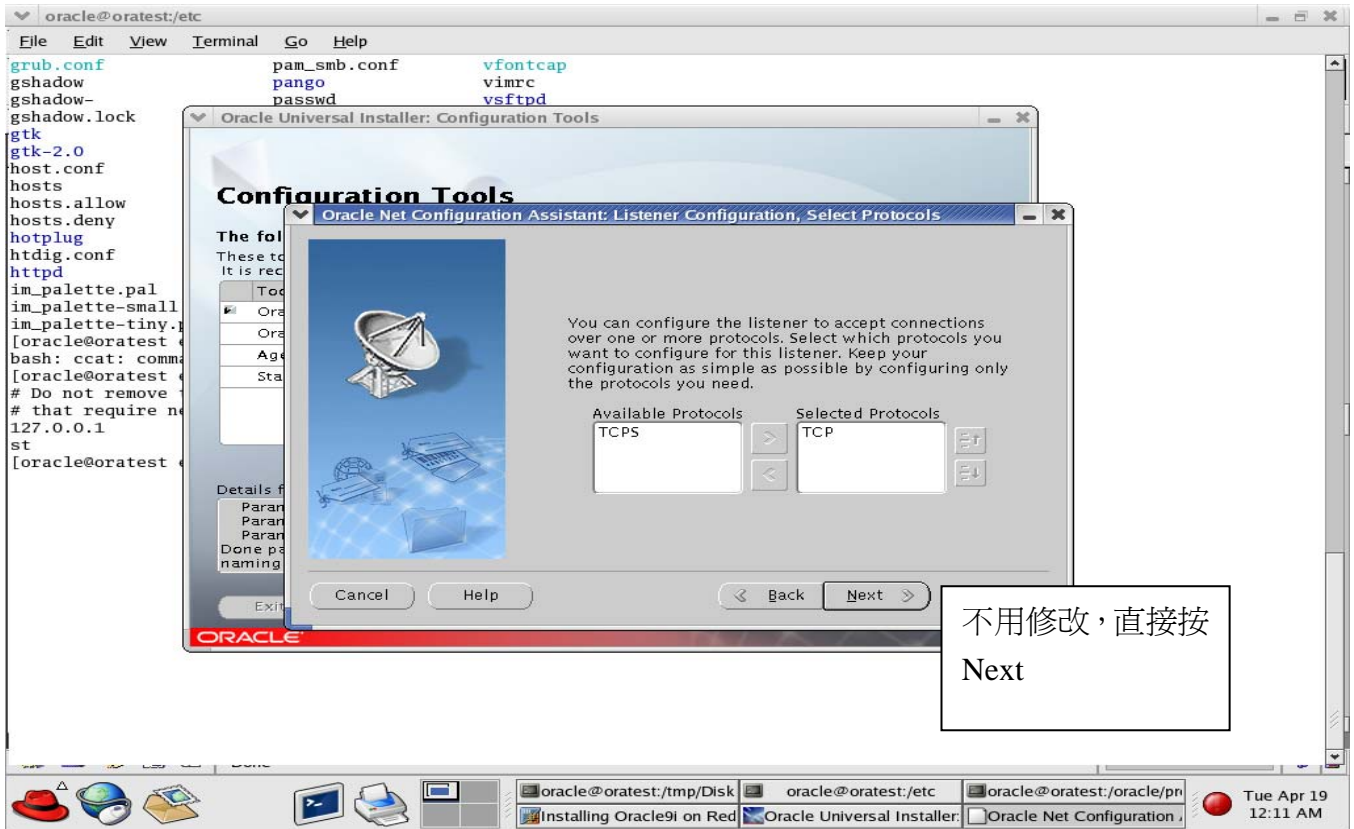 oracle@oratest:/etc
File Edit View Terminal Go Help
grub.conf pam_smb.conf vfontcap
gshadow pango vimrc
gshadow- passwd vsftpd
gshadow.lock
gtk
gtk-2.0
host.conf
hosts
hosts.allow
hosts.deny
hotplug
htdig.conf
httpd
im_palette.pal
im_palette-small
im_palette-tiny.p
[oracle@oratest e
bash: ccat: comma
[oracle@oratest e
# Do not remove t
# that require ne
127.0.0.1
st
[oracle@oratest e
Oracle Universal Installer: Configuration Tools
Configuration Tools
The fol
These to
It is rec
Too
Ora
Ora
Age
Sta
Details f
Param
Param
Param
Done pa
naming
Exit
ORACLE
Oracle Net Configuration Assistant: Listener Configuration, Select Protocols
You can configure the listener to accept connections
over one or more protocols. Select which protocols you
want to configure for this listener. Keep your
configuration as simple as possible by configuring only
the protocols you need.
Available Protocols Selected Protocols
TCPS TCP
Cancel Help Back Next
不用修改，直接按
Next
oracle@oratest:/tmp/Disk oracle@oratest:/etc oracle@oratest:/oracle/pr
Installing Oracle9i on Red Oracle Universal Installer: Oracle Net Configuration
Tue Apr 19
12:11 AM